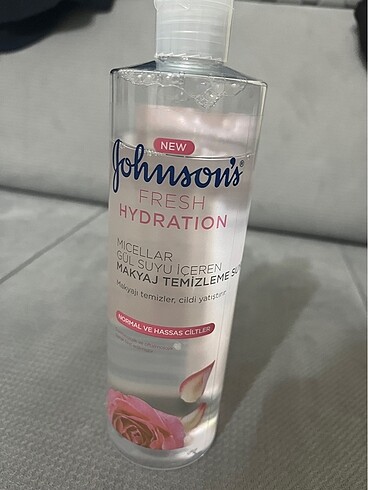 NEW
Johnson's
FRESH
HYDRATION
MICELLAR
GÜL SUYU İÇEREN
MAKYAJ TEMİZLEME
Makyajı temizler, cildi yatıştırır
NORMAL VE HASSAS CİLTLER